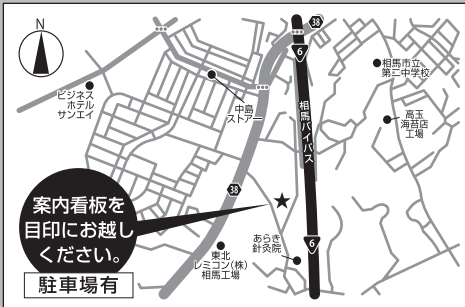 N
38
6
相馬市立
第二中学校
ビジネス
ホテル
サンエイ
中島
ストアー
相馬バイパス
高玉
海苔店
工場
38
案内看板を
目印にお越し
ください。
駐車場有
あらき
針灸院
6
東北
レミコン(株)
相馬工場